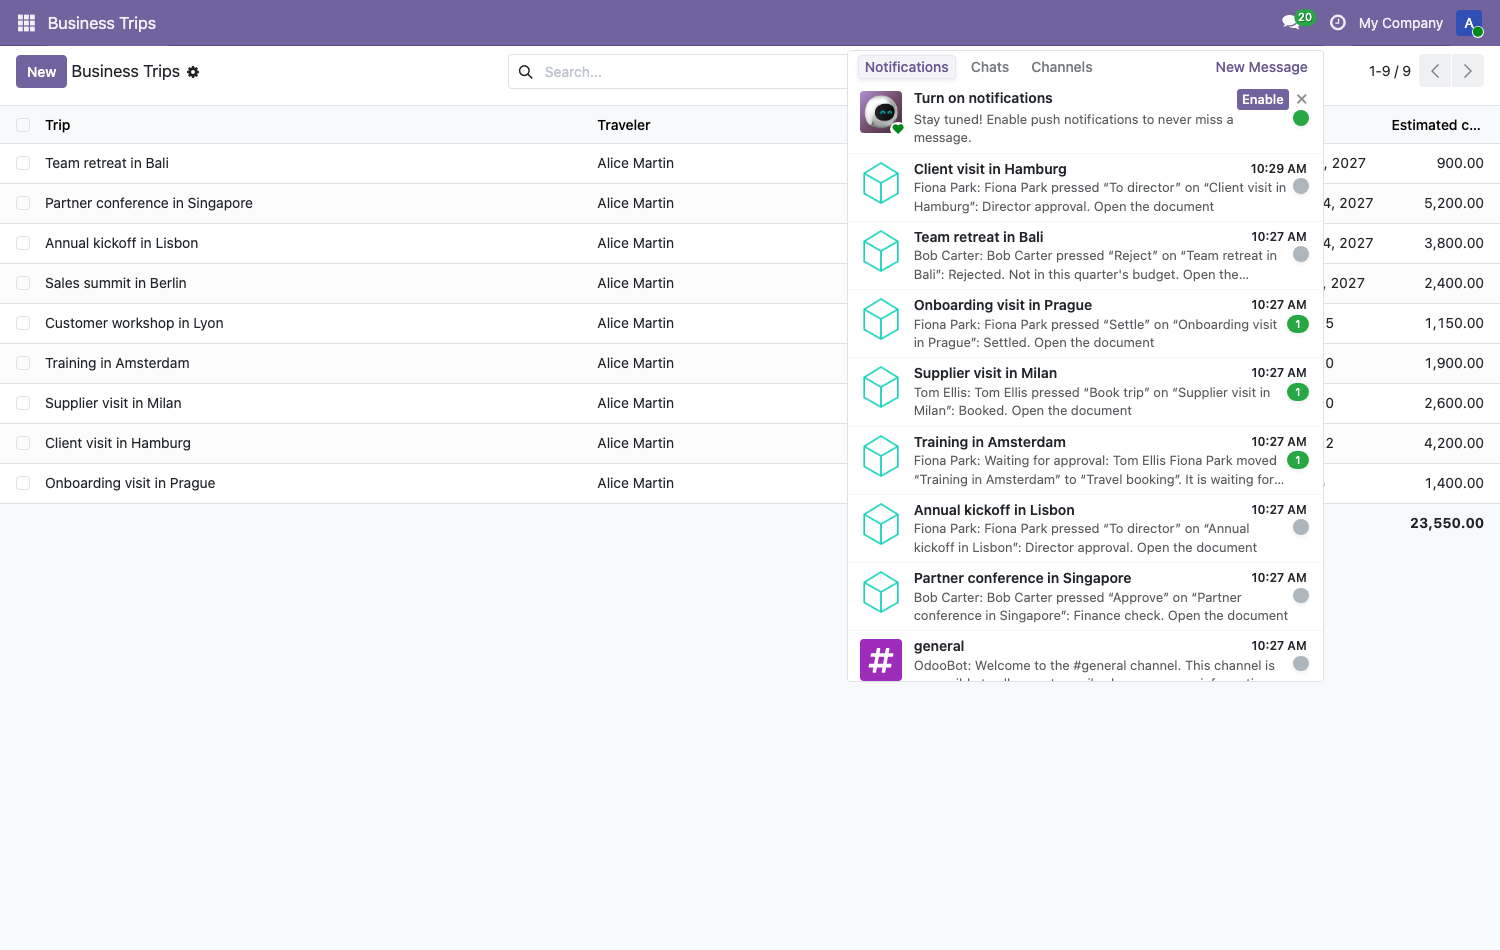 Business Trips
20
My Company
A
New
Business Trips
Search...
1-9 / 9
Notifications
Chats
Channels
New Message
Turn on notifications
Enable
Stay tuned! Enable push notifications to never miss a
message.
Client visit in Hamburg
10:29 AM
Fiona Park: Fiona Park pressed “To director” on “Client visit in
Hamburg”: Director approval. Open the document
Team retreat in Bali
10:27 AM
Bob Carter: Bob Carter pressed “Reject” on “Team retreat in
Bali”: Rejected. Not in this quarter's budget. Open the…
Onboarding visit in Prague
10:27 AM
Fiona Park: Fiona Park pressed “Settle” on “Onboarding visit
1
in Prague”: Settled. Open the document
Supplier visit in Milan
10:27 AM
Tom Ellis: Tom Ellis pressed “Book trip” on “Supplier visit in
1
Milan”: Booked. Open the document
Training in Amsterdam
10:27 AM
Fiona Park: Waiting for approval: Tom Ellis Fiona Park moved
1
“Training in Amsterdam” to “Travel booking”. It is waiting for…
Annual kickoff in Lisbon
10:27 AM
Fiona Park: Fiona Park pressed “To director” on “Annual
kickoff in Lisbon”: Director approval. Open the document
Partner conference in Singapore
10:27 AM
Bob Carter: Bob Carter pressed “Approve” on “Partner
conference in Singapore”: Finance check. Open the document
general
10:27 AM
OdooBot: Welcome to the #general channel. This channel is
Trip
Traveler
Estimated c...
Team retreat in Bali
Alice Martin
, 2027
900.00
Partner conference in Singapore
Alice Martin
4, 2027
5,200.00
Annual kickoff in Lisbon
Alice Martin
4, 2027
3,800.00
Sales summit in Berlin
Alice Martin
, 2027
2,400.00
Customer workshop in Lyon
Alice Martin
5
1,150.00
Training in Amsterdam
Alice Martin
0
1,900.00
Supplier visit in Milan
Alice Martin
0
2,600.00
Client visit in Hamburg
Alice Martin
2
4,200.00
Onboarding visit in Prague
Alice Martin
1,400.00
23,550.00